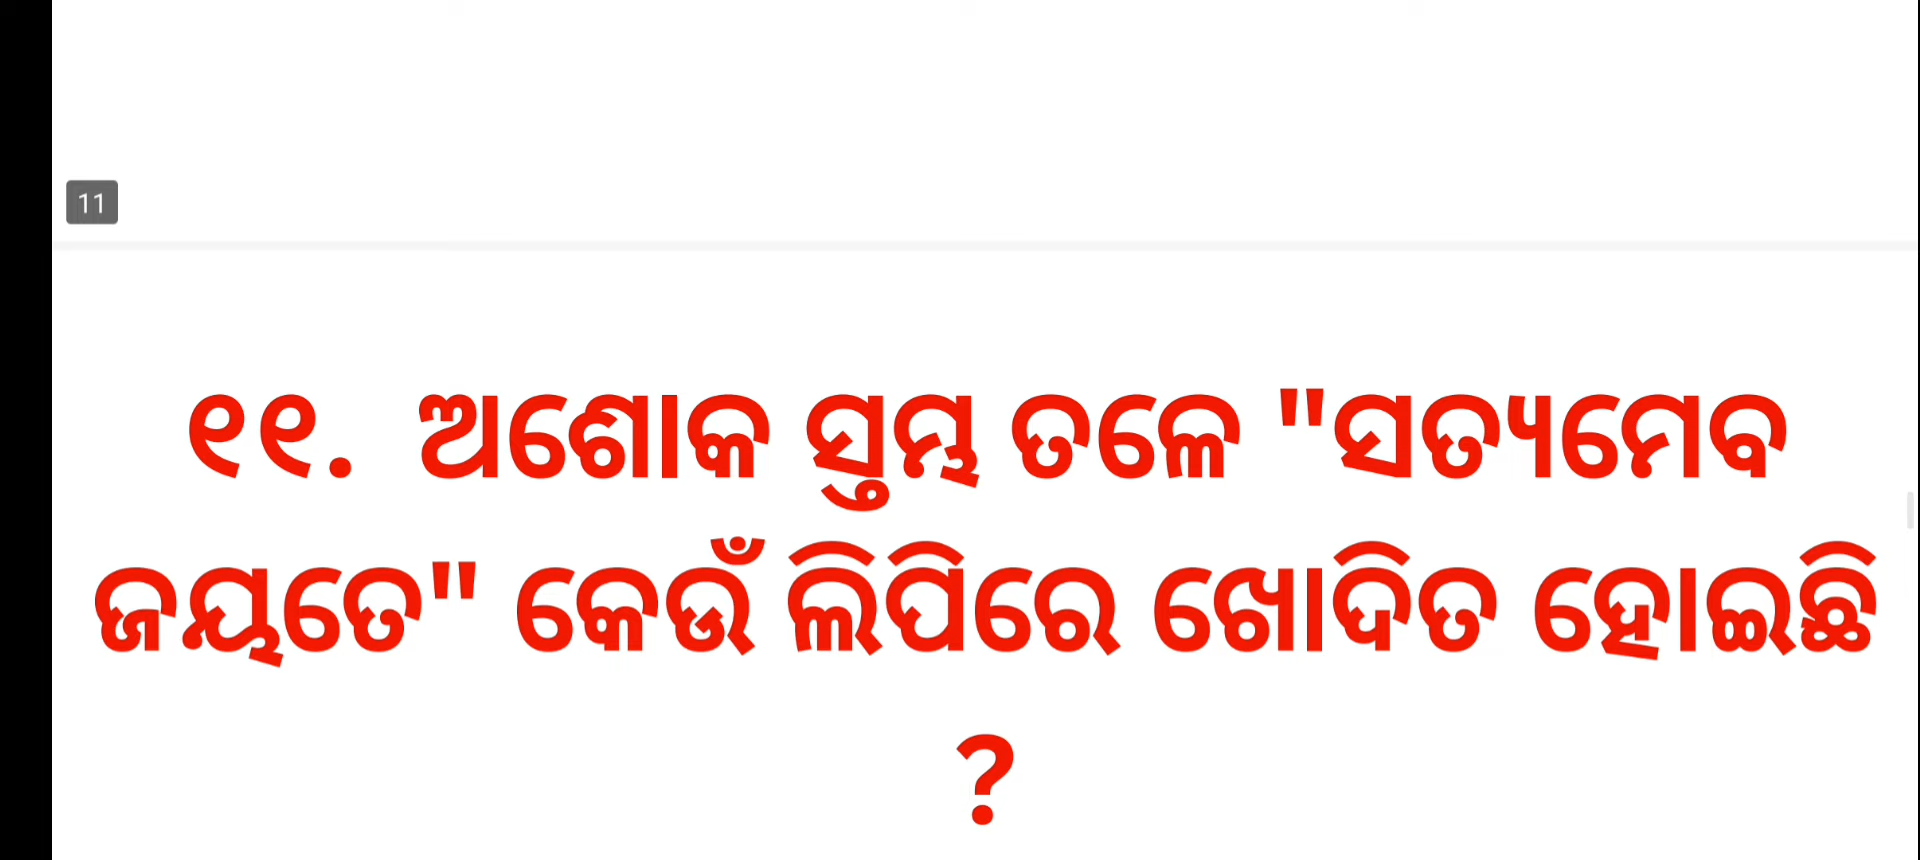 11
୧୧. ଅଶୋକ ସ୍ତମ୍ଭ ତଳେ "ସତ୍ୟମେବ
ଜୟତେ" କେଉଁ ଲିପିରେ ଖୋଦିତ ହୋଇଛି
?